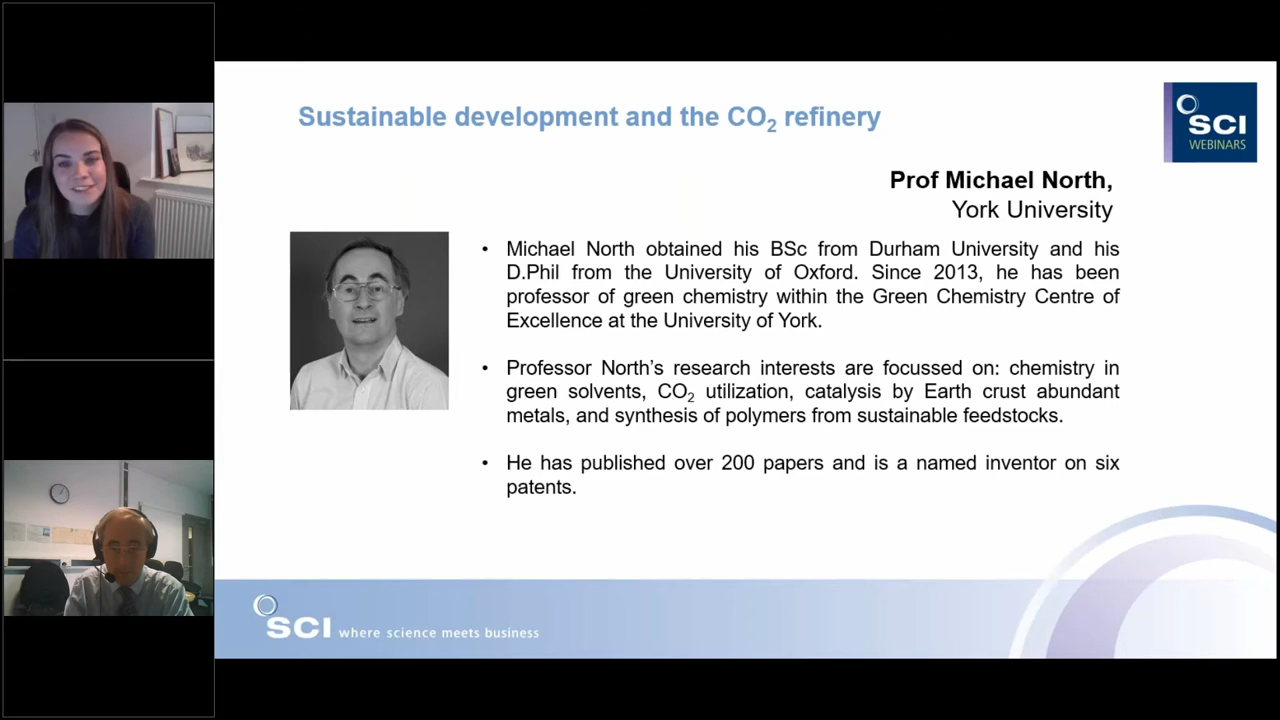 Sustainable development and the CO₂ refinery
SCI
WEBINARS
Prof Michael North,
York University
• Michael North obtained his BSc from Durham University and his
D.Phil from the University of Oxford. Since 2013, he has been
professor of green chemistry within the Green Chemistry Centre of
Excellence at the University of York.
• Professor North’s research interests are focussed on: chemistry in
green solvents, CO₂ utilization, catalysis by Earth crust abundant
metals, and synthesis of polymers from sustainable feedstocks.
• He has published over 200 papers and is a named inventor on six
patents.
SCI where science meets business